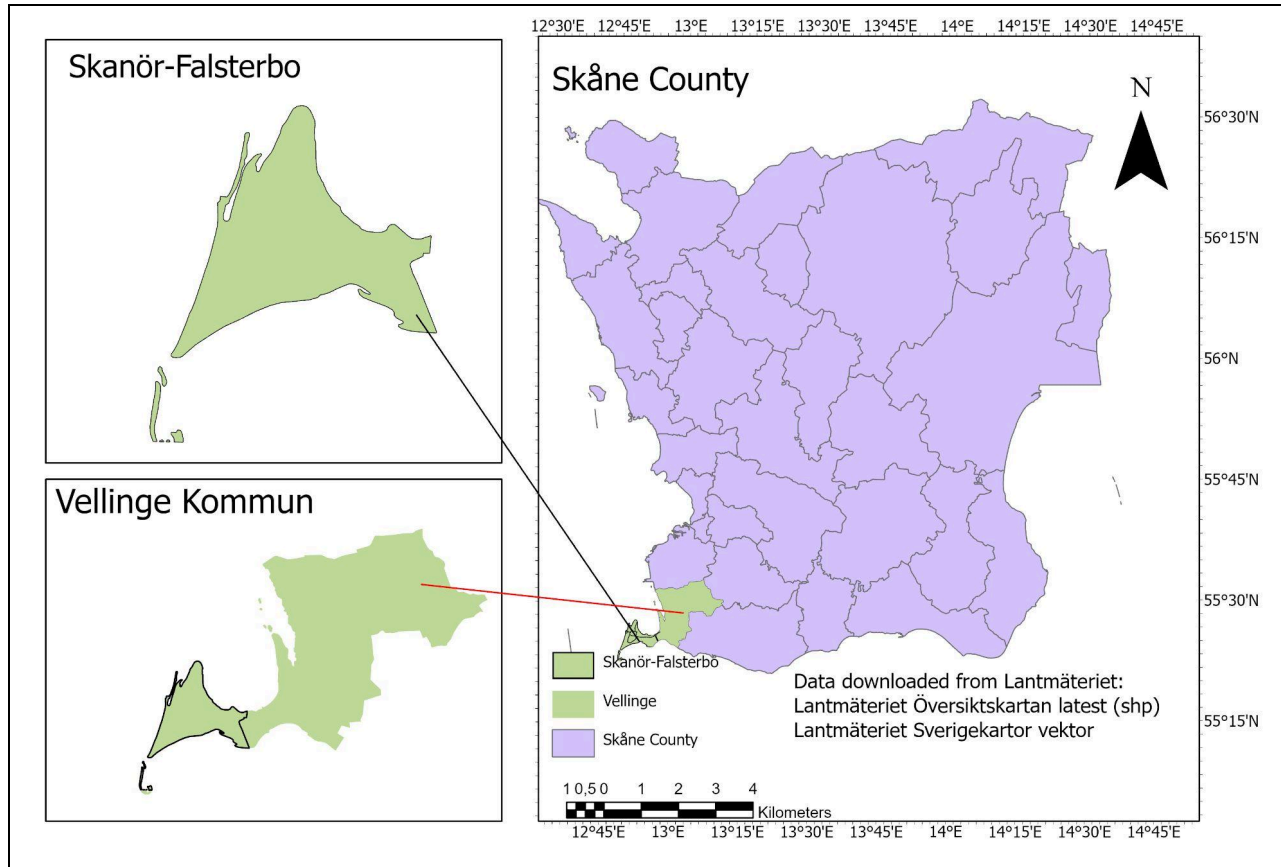 Skanör-Falsterbo
Vellinge Kommun
12°30'E 12°45'E 13°E 13°15'E 13°30'E 13°45'E 14°E 14°15'E 14°30'E 14°45'E
Skåne County
N
56°30'N
56°15'N
56°N
55°45'N
55°30'N
55°15'N
Skanör-Falsterbo
Vellinge
Skåne County
Data downloaded from Lantmäteriet:
Lantmäteriet Översiktskartan latest (shp)
Lantmäteriet Sverigekartor vektor
1 0,5 0 1 2 3 4
Kilometers
12°45'E 13°E 13°15'E 13°30'E 13°45'E 14°E 14°15'E 14°30'E 14°45'E